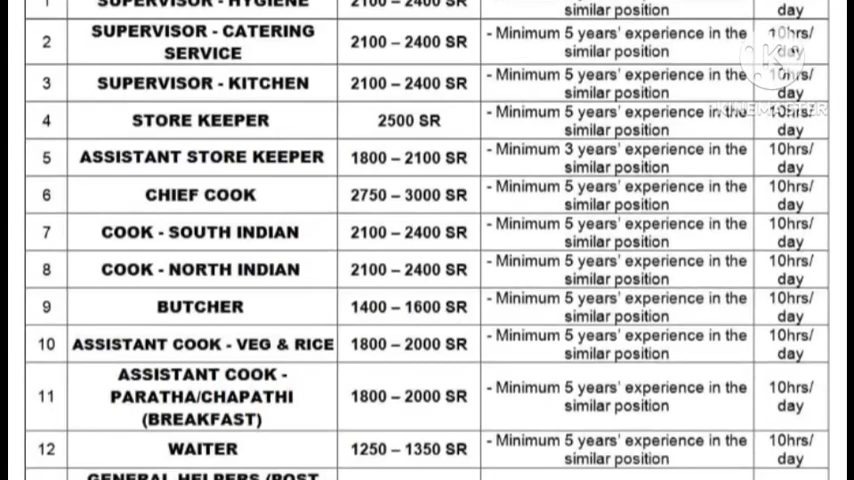 1 SUPERVISOR - HYGIENE 2100 – 2400 SR similar position day
2 SUPERVISOR - CATERING SERVICE 2100 – 2400 SR - Minimum 5 years' experience in the similar position 10hrs/ day
3 SUPERVISOR - KITCHEN 2100 – 2400 SR - Minimum 5 years' experience in the similar position 10hrs/ day
4 STORE KEEPER 2500 SR - Minimum 5 years' experience in the similar position 10hrs/ day
5 ASSISTANT STORE KEEPER 1800 – 2100 SR - Minimum 3 years' experience in the similar position 10hrs/ day
6 CHIEF COOK 2750 – 3000 SR - Minimum 5 years' experience in the similar position 10hrs/ day
7 COOK - SOUTH INDIAN 2100 – 2400 SR - Minimum 5 years' experience in the similar position 10hrs/ day
8 COOK - NORTH INDIAN 2100 – 2400 SR - Minimum 5 years' experience in the similar position 10hrs/ day
9 BUTCHER 1400 – 1600 SR - Minimum 5 years' experience in the similar position 10hrs/ day
10 ASSISTANT COOK - VEG & RICE 1800 – 2000 SR - Minimum 5 years' experience in the similar position 10hrs/ day
11 ASSISTANT COOK - PARATHA/CHAPATHI (BREAKFAST) 1800 – 2000 SR - Minimum 5 years' experience in the similar position 10hrs/ day
12 WAITER 1250 – 1350 SR - Minimum 5 years' experience in the similar position 10hrs/ day
GENERAL HELPERS (POST
K
KINEMASTER